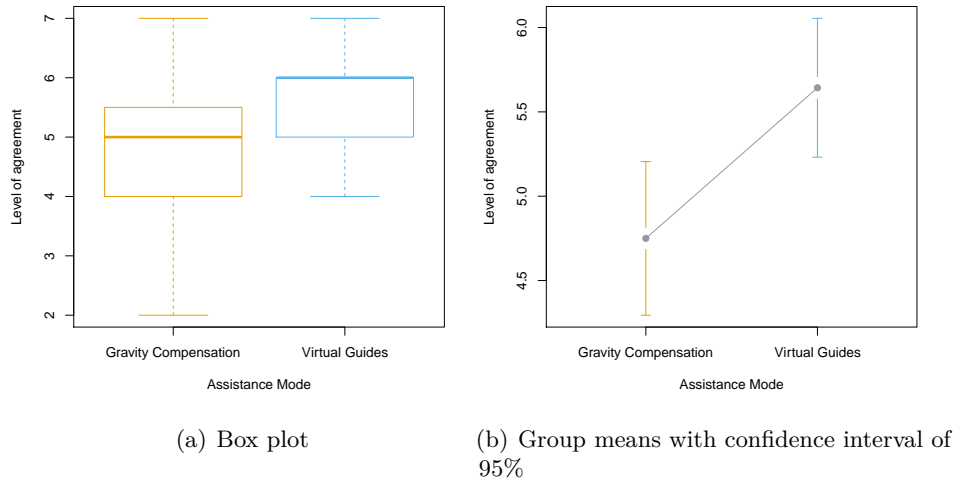 7
6
5
4
3
2
Level of agreement
Gravity Compensation
Virtual Guides
Assistance Mode
(a) Box plot
6.0
5.5
5.0
4.5
Level of agreement
Gravity Compensation
Virtual Guides
Assistance Mode
(b) Group means with confidence interval of
95%